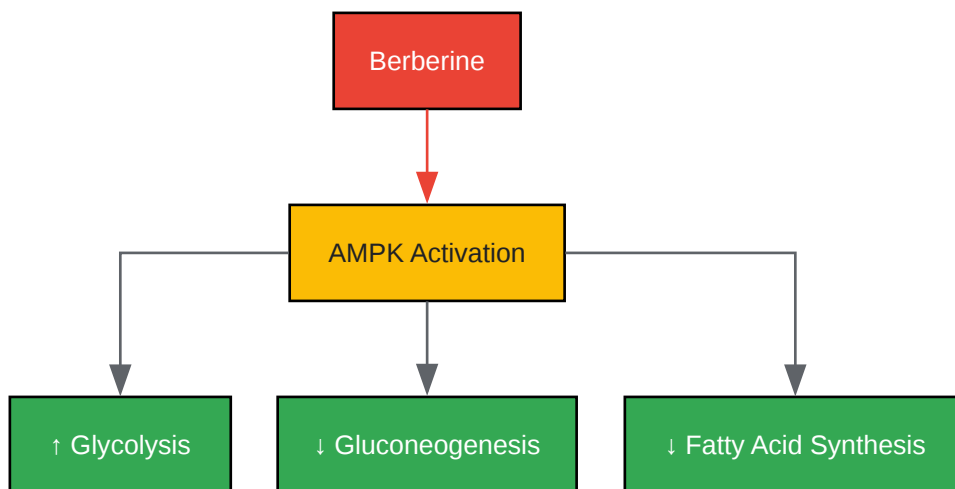 Berberine
AMPK Activation
↑ Glycolysis
↓ Gluconeogenesis
↓ Fatty Acid Synthesis